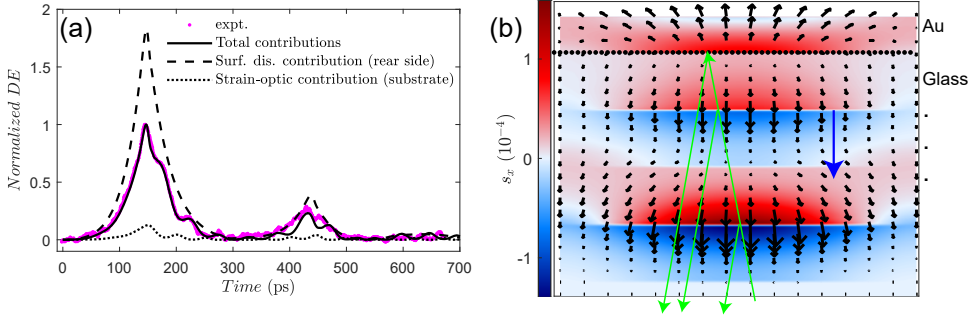 (a)
expt.
Total contributions
Surf. dis. contribution (rear side)
Strain-optic contribution (substrate)
Normalized DE
2
1.5
1
0.5
0
0 100 200 300 400 500 600 700
Time (ps)
(b)
Au
Glass
1
0
-1
s_x (10^-4)